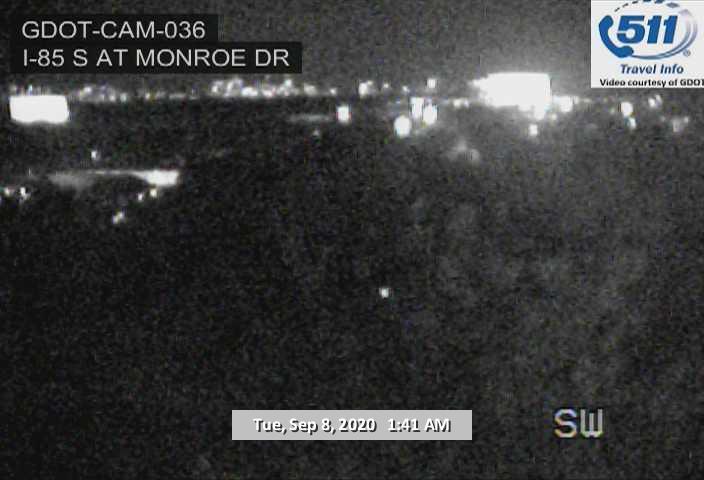 GDOT-CAM-036
I-85 S AT MONROE DR
511
Travel Info
Video courtesy of GDOT
Tue, Sep 8, 2020 1:41 AM
SW